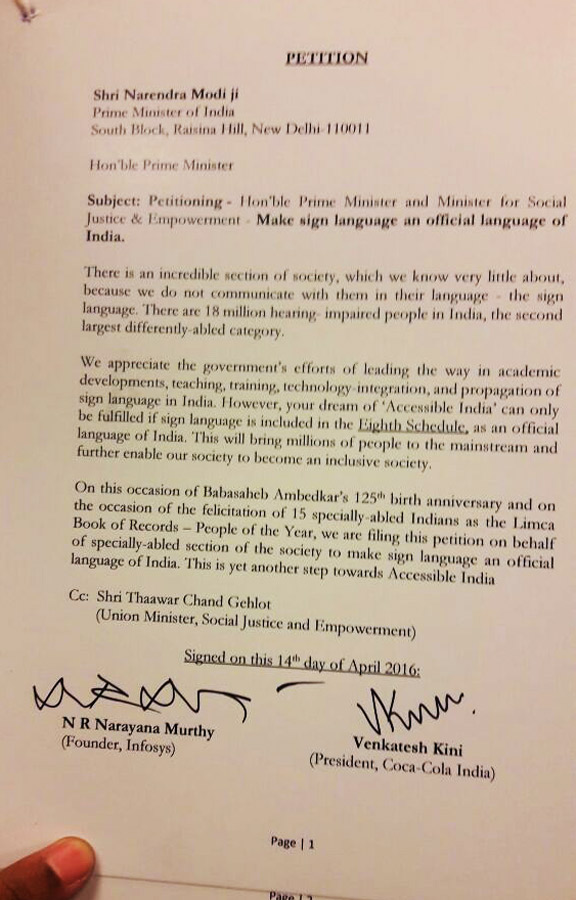 PETITION
Shri Narendra Modi ji
Prime Minister of India
South Block, Raisina Hill, New Delhi-110011
Hon'ble Prime Minister
Subject: Petitioning - Hon'ble Prime Minister and Minister for Social
Justice & Empowerment - Make sign language an official language of
India.
There is an incredible section of society, which we know very little about,
because we do not communicate with them in their language - the sign
language. There are 18 million hearing- impaired people in India, the second
largest differently-abled category.
We appreciate the government's efforts of leading the way in academic
developments, teaching, training, technology-integration, and propagation of
sign language in India. However, your dream of 'Accessible India' can only
be fulfilled if sign language is included in the Eighth Schedule, as an official
language of India. This will bring millions of people to the mainstream and
further enable our society to become an inclusive society.
On this occasion of Babasaheb Ambedkar's 125th birth anniversary and on
the occasion of the felicitation of 15 specially-abled Indians as the Limca
Book of Records – People of the Year, we are filing this petition on behalf
of specially-abled section of the society to make sign language an official
language of India. This is yet another step towards Accessible India
Cc: Shri Thaawar Chand Gehlot
(Union Minister, Social Justice and Empowerment)
Signed on this 14th day of April 2016:
VKini
N R Narayana Murthy
(Founder, Infosys)
Venkatesh Kini
(President, Coca-Cola India)
Page | 1